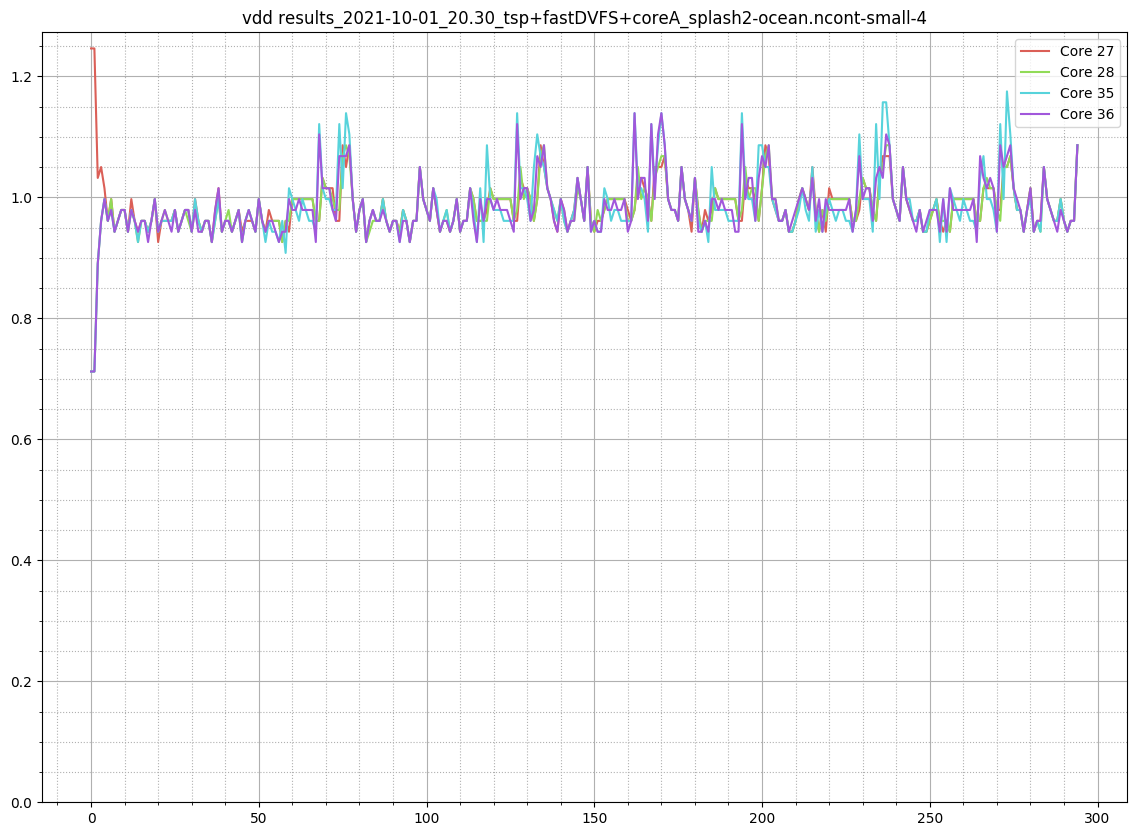 vdd results_2021-10-01_20.30_tsp+fastDVFS+coreA_splash2-ocean.ncont-small-4
Core 27
Core 28
Core 35
Core 36
1.2
1.0
0.8
0.6
0.4
0.2
0.0
0 50 100 150 200 250 300